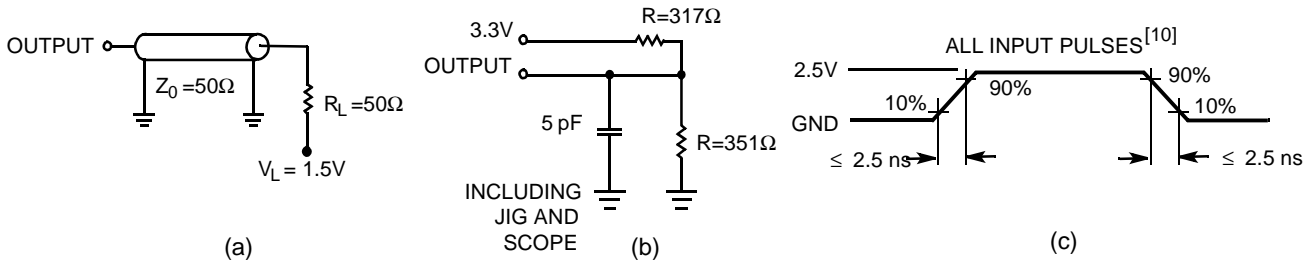 OUTPUT
Z0 =50Ω
RL =50Ω
VL = 1.5V
(a)
R=317Ω
3.3V
OUTPUT
5 pF
R=351Ω
INCLUDING
JIG AND
SCOPE
(b)
ALL INPUT PULSES[10]
2.5V
90%
90%
10%
10%
GND
≤ 2.5 ns
≤ 2.5 ns
(c)